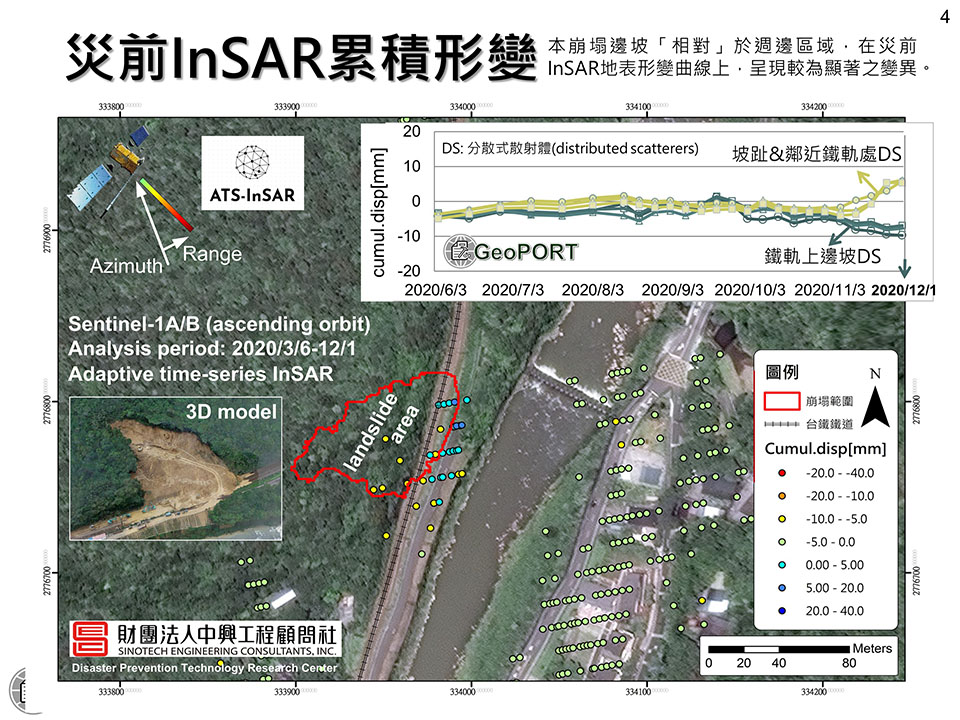 4
災前InSAR累積形變
本崩塌邊坡「相對」於週邊區域，在災前
InSAR地表形變曲線上，呈現較為顯著之變異。
333800
333900
334000
334100
334200
ATS-InSAR
Azimuth
Range
cumul.disp[mm]
20
10
0
-10
-20
DS: 分散式散射體(distributed scatterers)
坡趾&鄰近鐵軌處DS
GeoPORT
鐵軌上邊坡DS
2020/6/3 2020/7/3 2020/8/3 2020/9/3 2020/10/3 2020/11/3 2020/12/1
Sentinel-1A/B (ascending orbit)
Analysis period: 2020/3/6-12/1
Adaptive time-series InSAR
3D model
landslide
area
圖例
N
崩塌範圍
台鐵鐵道
Cumul.disp[mm]
-20.0 - -40.0
-20.0 - -10.0
-10.0 - -5.0
-5.0 - 0.0
0.00 - 5.00
5.00 - 20.0
20.0 - 40.0
2776900
2776800
2776700
2776900
2776800
2776700
財團法人中興工程顧問社
SINOTECH ENGINEERING CONSULTANTS, INC.
Disaster Prevention Technology Research Center
Meters
0 20 40 80
333800
333900
334000
334100
334200